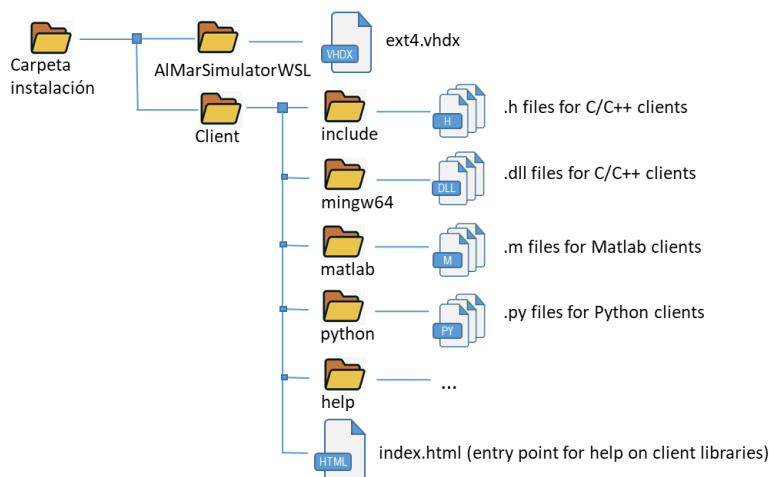 Carpeta
instalación
AlMarSimulatorWSL
VHDX
ext4.vhdx
Client
include
H
.h files for C/C++ clients
mingw64
DLL
.dll files for C/C++ clients
matlab
M
.m files for Matlab clients
python
PY
.py files for Python clients
help
...
HTML
index.html (entry point for help on client libraries)